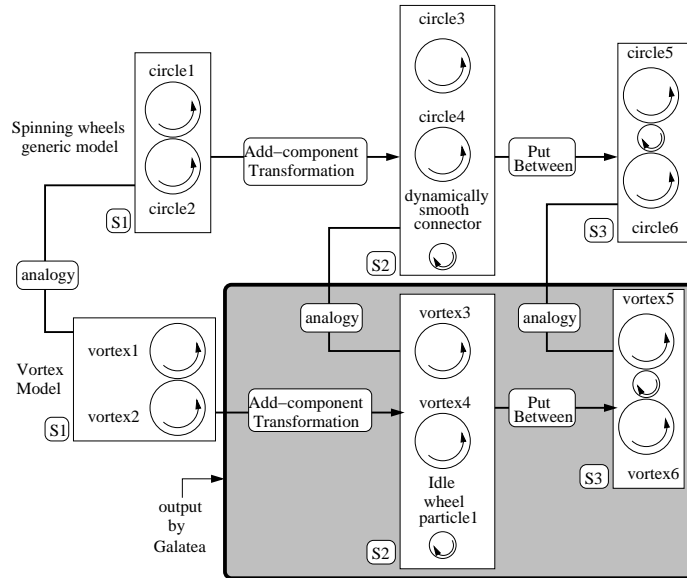 circle3
circle1
circle5
circle4
Spinning wheels
generic model
Add−component
Transformation
Put
Between
circle2
S1
dynamically
smooth
connector
circle6
S3
S2
analogy
analogy
analogy
vortex5
vortex3
vortex1
Vortex
Model
vortex2
S1
Add−component
Transformation
vortex4
Put
Between
S3
vortex6
Idle
wheel
particle1
S2
output
by
Galatea